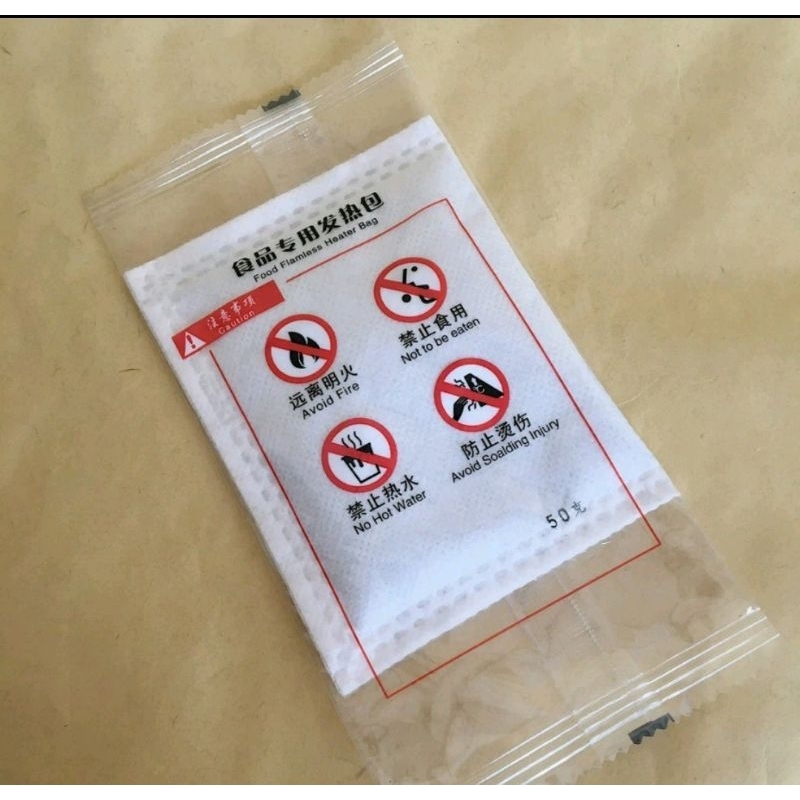 食品专用发热包
Food Flamless Heater Bag
注意事项
Caution
远离明火
Avoid Fire
禁止食用
Not to be eaten
禁止热水
No Hot Water
防止烫伤
Avoid Soalding Injury
50克